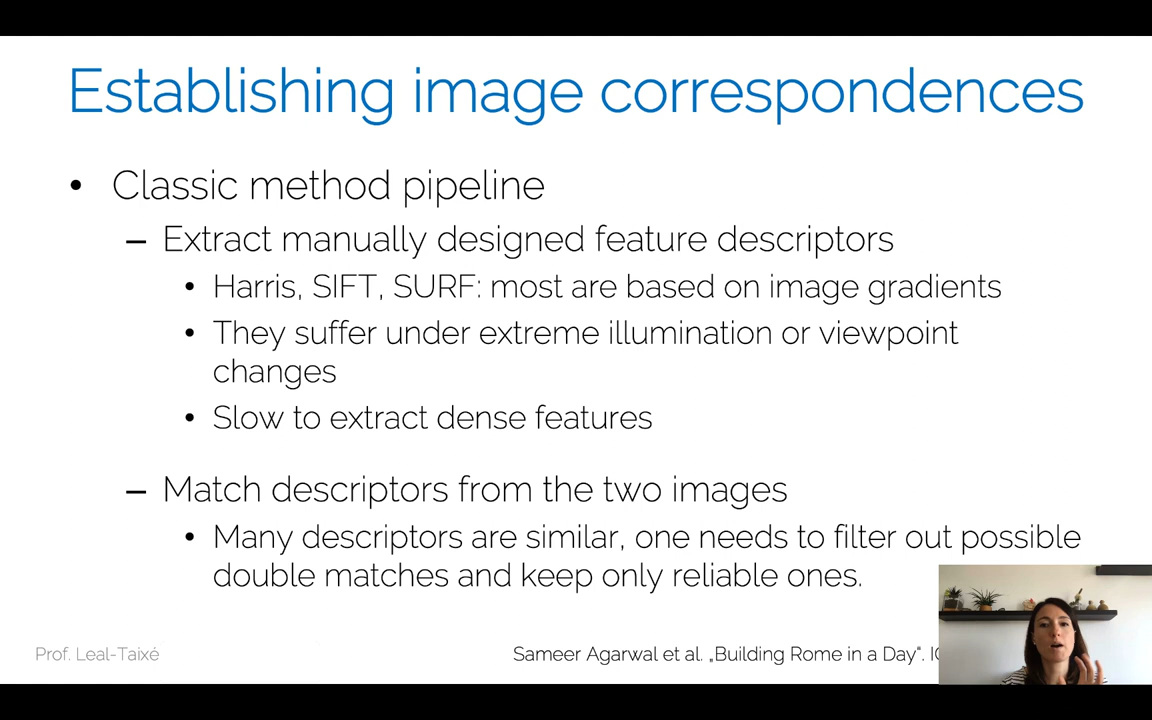 Establishing image correspondences
• Classic method pipeline
– Extract manually designed feature descriptors
• Harris, SIFT, SURF: most are based on image gradients
• They suffer under extreme illumination or viewpoint
changes
• Slow to extract dense features
– Match descriptors from the two images
• Many descriptors are similar, one needs to filter out possible
double matches and keep only reliable ones.
Prof. Leal-Taixé
Sameer Agarwal et al. „Building Rome in a Day“.